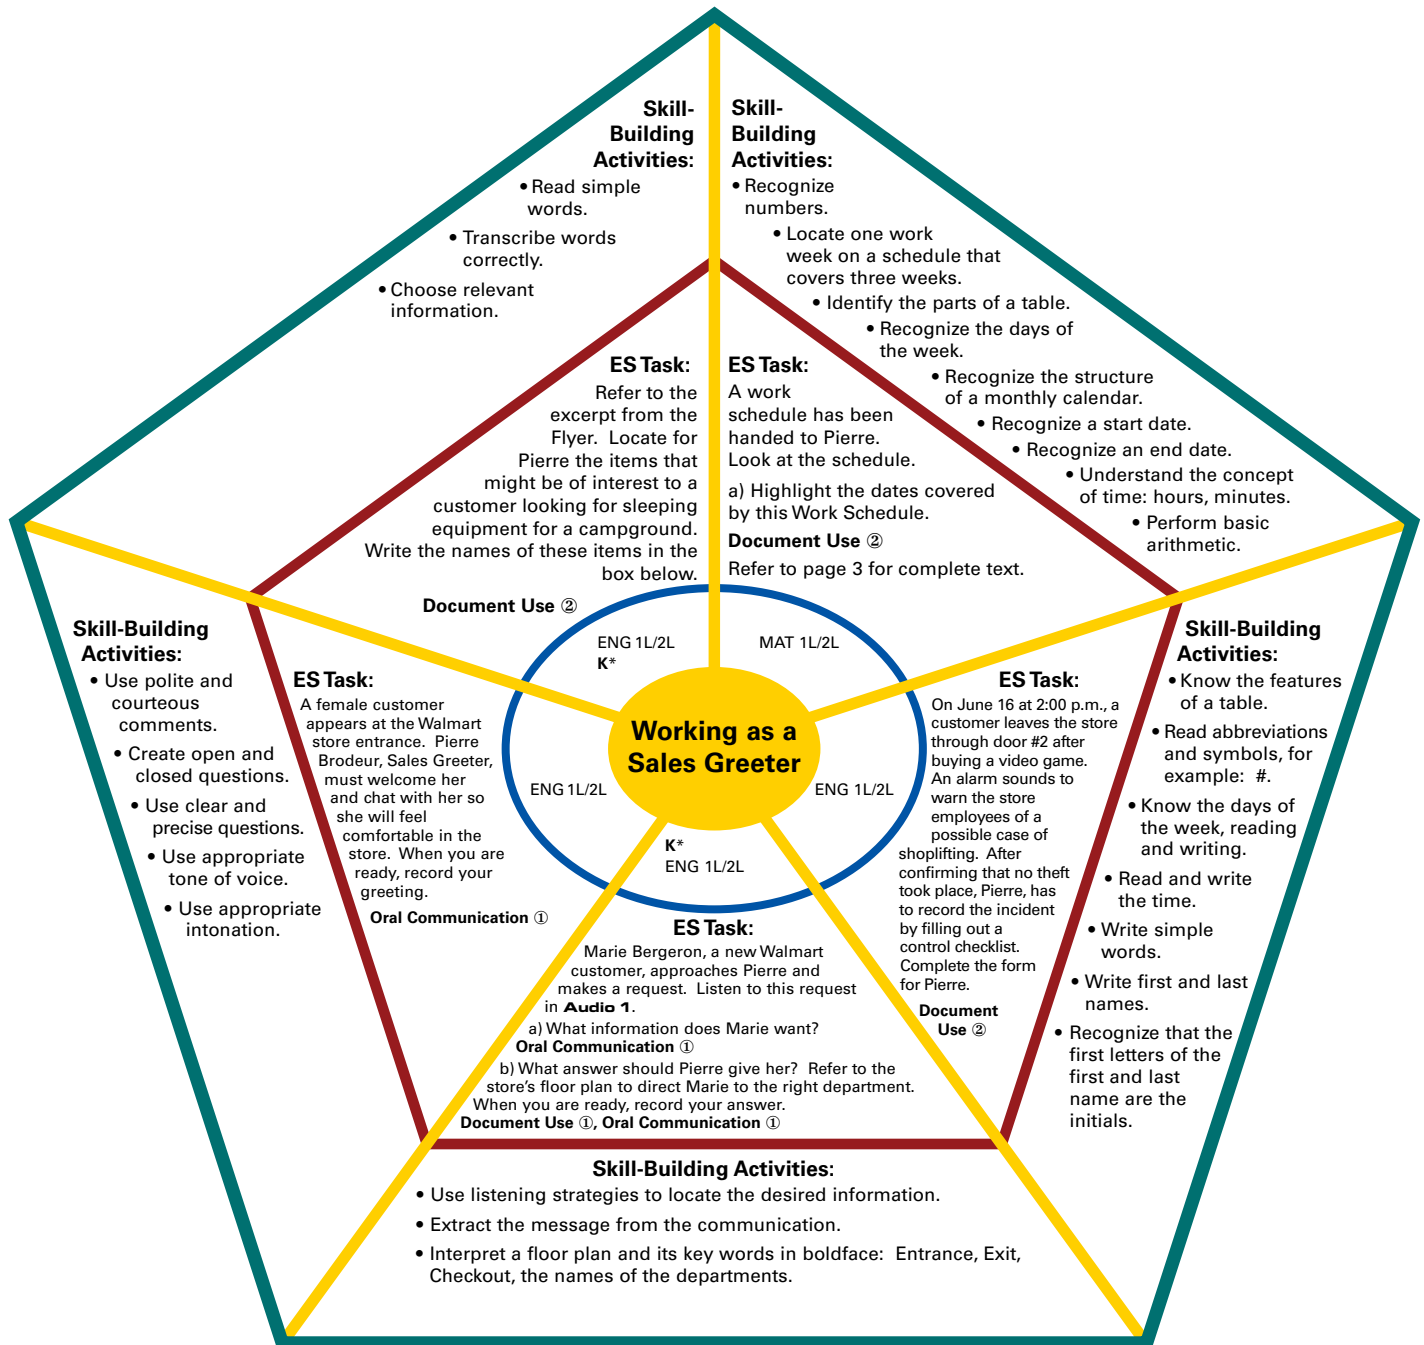 Skill-
Building
Activities:
• Read simple
words.
• Transcribe words
correctly.
• Choose relevant
information.
Skill-
Building
Activities:
• Recognize
numbers.
• Locate one work
week on a schedule that
covers three weeks.
• Identify the parts of a table.
• Recognize the days of
the week.
• Recognize the structure
of a monthly calendar.
• Recognize a start date.
• Recognize an end date.
• Understand the concept
of time: hours, minutes.
• Perform basic
arithmetic.
ES Task:
Refer to the
excerpt from the
Flyer. Locate for
Pierre the items that
might be of interest to a
customer looking for sleeping
equipment for a campground.
Write the names of these items in the
box below.
Document Use ②
ES Task:
A work
schedule has been
handed to Pierre.
Look at the schedule.
a) Highlight the dates covered
by this Work Schedule.
Document Use ②
Refer to page 3 for complete text.
ENG 1L/2L
K*
MAT 1L/2L
Working as a
Sales Greeter
ENG 1L/2L
ENG 1L/2L
K*
ENG 1L/2L
Skill-Building
Activities:
• Use polite and
courteous
comments.
• Create open and
closed questions.
• Use clear and
precise questions.
• Use appropriate
tone of voice.
• Use appropriate
intonation.
ES Task:
A female customer
appears at the Walmart
store entrance. Pierre
Brodeur, Sales Greeter,
must welcome her
and chat with her so
she will feel
comfortable in the
store. When you are
ready, record your
greeting.
Oral Communication ①
ES Task:
On June 16 at 2:00 p.m., a
customer leaves the store
through door #2 after
buying a video game.
An alarm sounds to
warn the store
employees of a
possible case of
shoplifting. After
confirming that no theft
took place, Pierre, has
to record the incident
by filling out a
control checklist.
Complete the form
for Pierre.
Document
Use ②
Skill-Building
Activities:
• Know the features
of a table.
• Read abbreviations
and symbols, for
example: #.
• Know the days of
the week, reading
and writing.
• Read and write
the time.
• Write simple
words.
• Write first and last
names.
• Recognize that the
first letters of the
first and last
name are the
initials.
ES Task:
Marie Bergeron, a new Walmart
customer, approaches Pierre and
makes a request. Listen to this request
in Audio 1.
a) What information does Marie want?
Oral Communication ①
b) What answer should Pierre give her? Refer to the
store's floor plan to direct Marie to the right department.
When you are ready, record your answer.
Document Use ①, Oral Communication ①
Skill-Building Activities:
• Use listening strategies to locate the desired information.
• Extract the message from the communication.
• Interpret a floor plan and its key words in boldface: Entrance, Exit,
Checkout, the names of the departments.